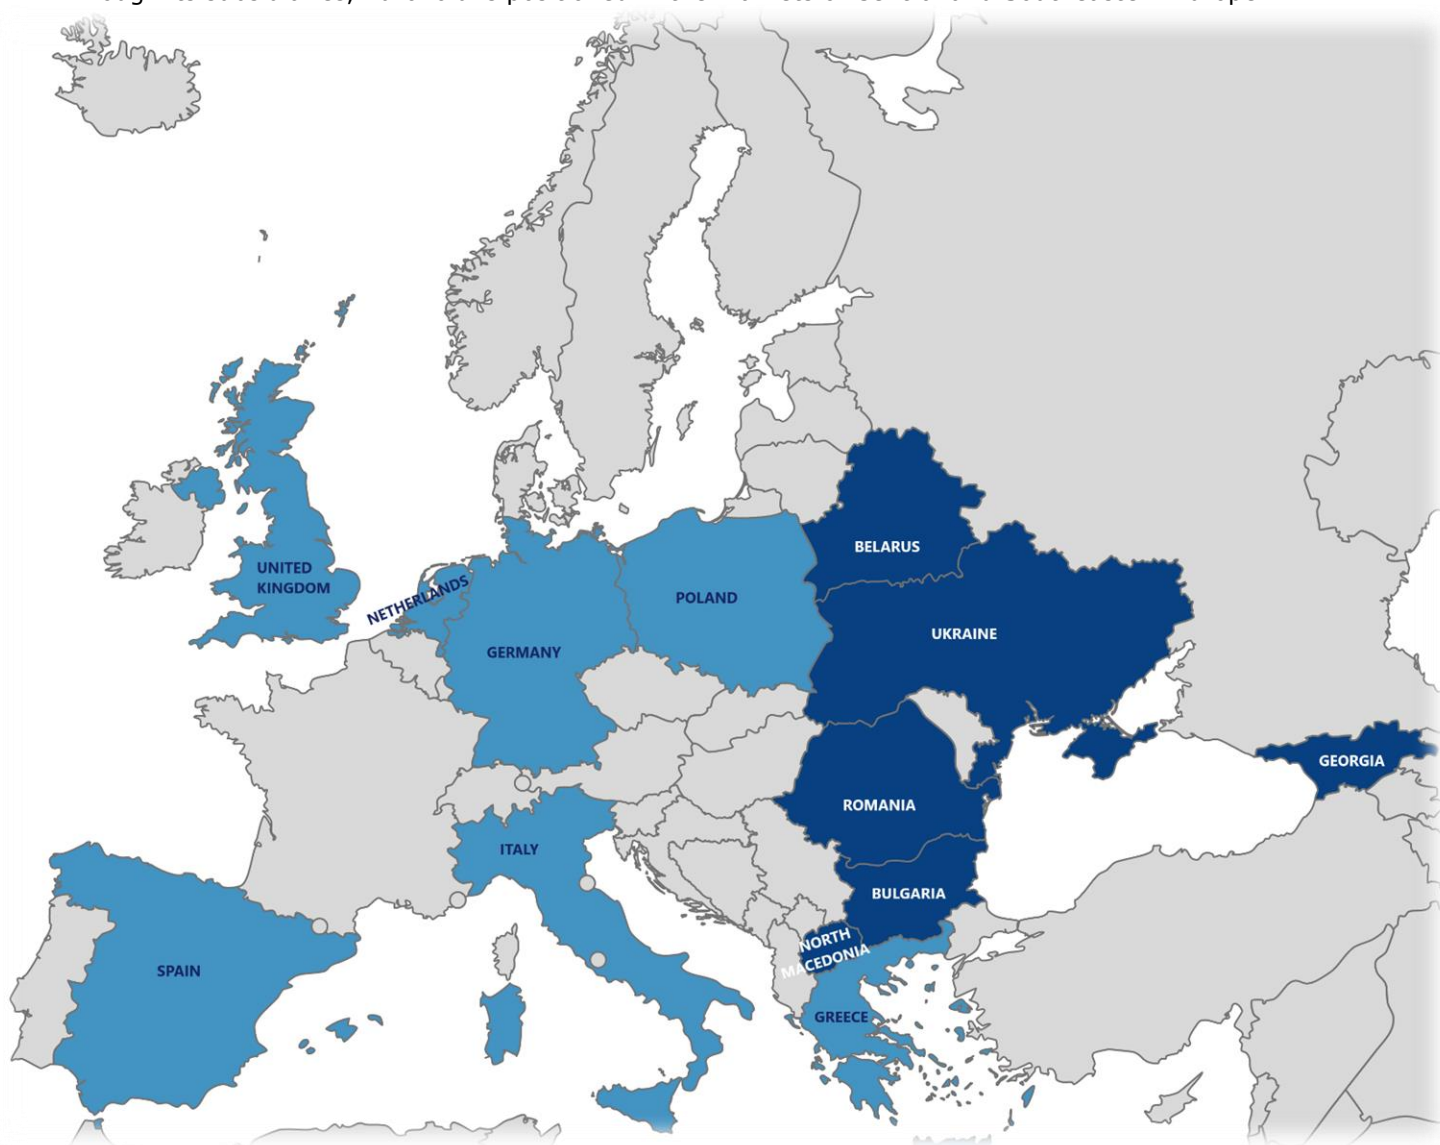 BELARUS
UNITED
KINGDOM
NETHERLANDS
POLAND
UKRAINE
GERMANY
GEORGIA
ROMANIA
ITALY
BULGARIA
NORTH
MACEDONIA
SPAIN
GREECE